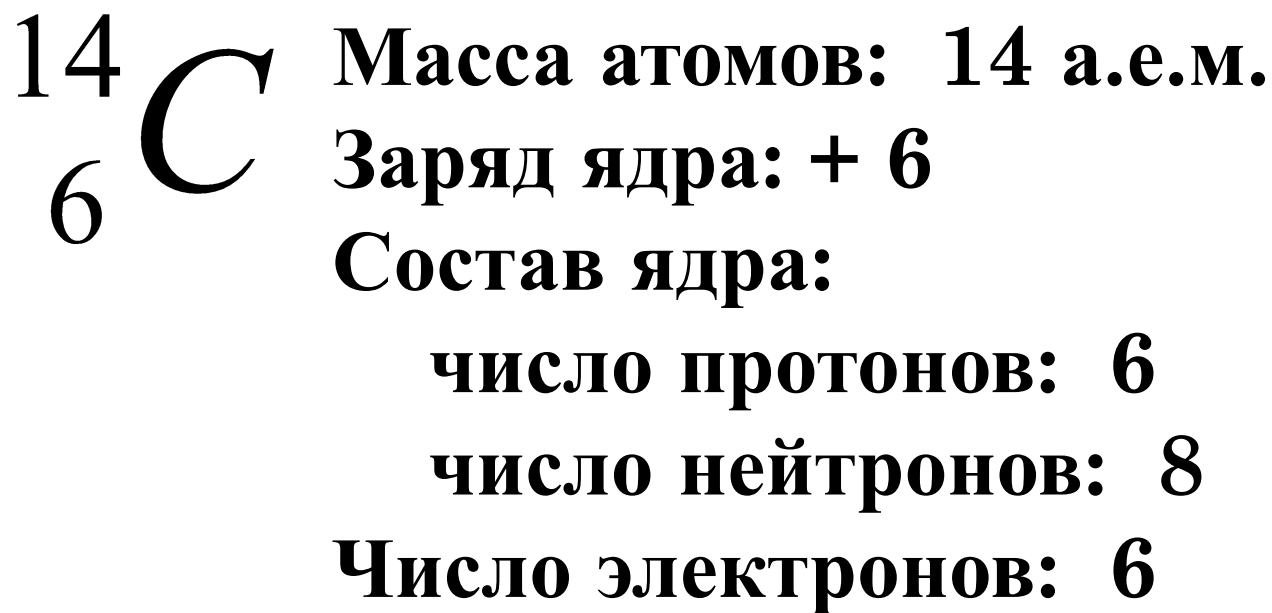 14
6 C
Масса атомов: 14 а.е.м.
Заряд ядра: + 6
Состав ядра:
число протонов: 6
число нейтронов: 8
Число электронов: 6